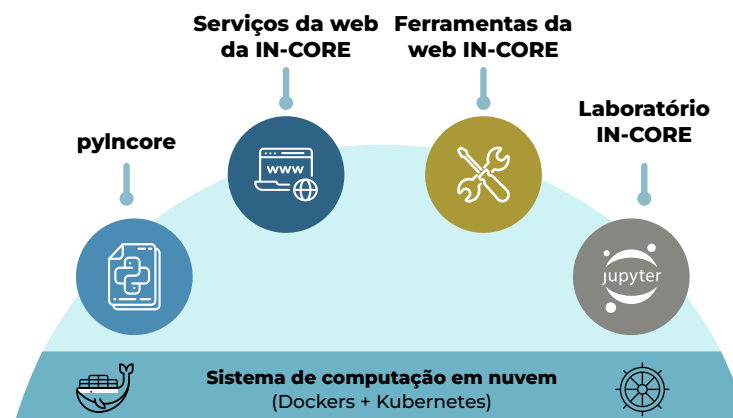 Serviços da web
da IN-CORE
Ferramentas da
web IN-CORE
Laboratório
IN-CORE
pyIncore
www
jupyter
Sistema de computação em nuvem
(Dockers + Kubernetes)